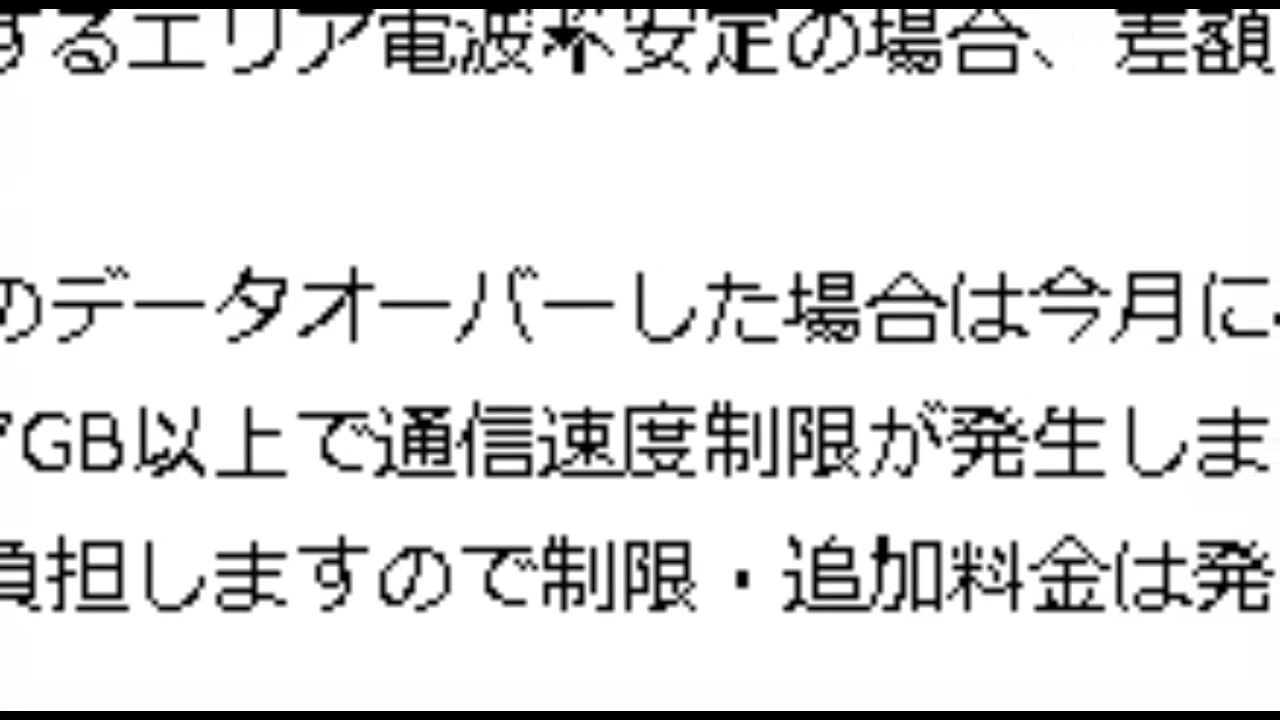 するエリア電波不安定の場合、差額
のデータオーバーした場合は今月に
7GB以上で通信速度制限が発生しま
負担しますので制限・追加料金は発